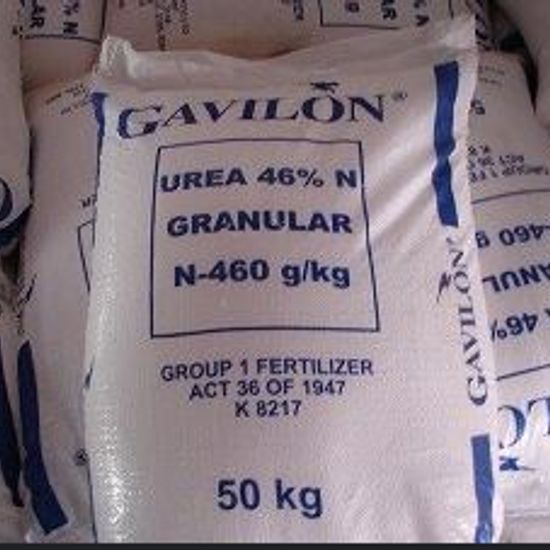 GAVILON®
UREA 46% N
GRANULAR
N-460 g/kg
GROUP 1 FERTILIZER
ACT 36 OF 1947
K 8217
50 kg
GAVILON